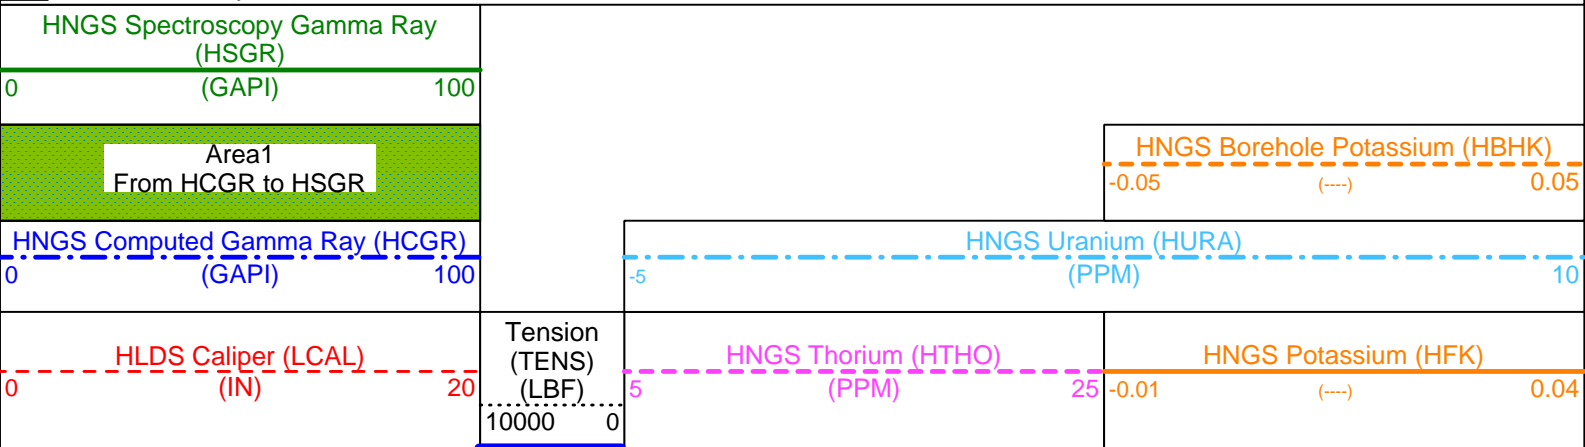 HNGS Spectroscopy Gamma Ray
(HSGR)
0 (GAPI) 100
Area1
From HCGR to HSGR
HNGS Borehole Potassium (HBHK)
-0.05 (----) 0.05
HNGS Computed Gamma Ray (HCGR)
0 (GAPI) 100
HNGS Uranium (HURA)
-5 (PPM) 10
HLDS Caliper (LCAL)
0 (IN) 20
Tension
(TENS)
(LBF)
10000 0
HNGS Thorium (HTHO)
5 (PPM) 25
HNGS Potassium (HFK)
-0.01 (----) 0.04